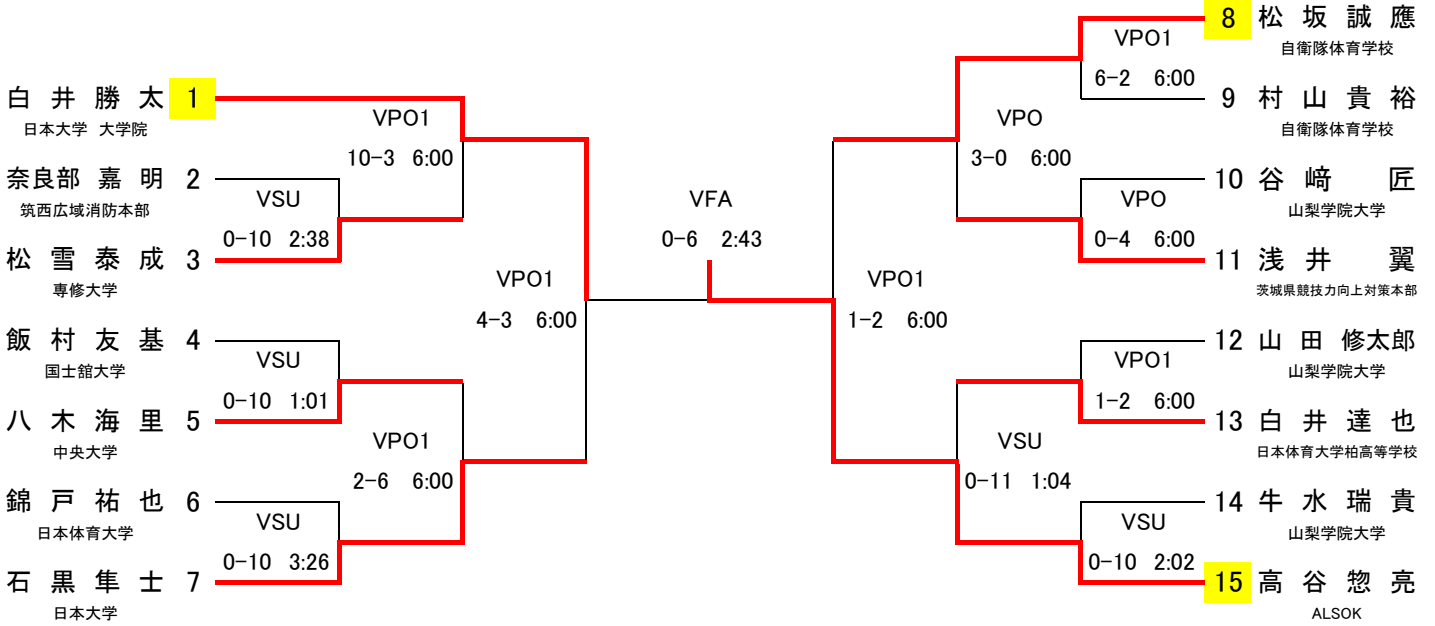 白井勝太 1
日本大学 大学院
奈良部 嘉明 2
筑西広域消防本部
松雪泰成 3
専修大学
飯村友基 4
国士舘大学
八木海里 5
中央大学
錦戸祐也 6
日本体育大学
石黒隼士 7
日本大学
VSU
0-10 2:38
VSU
0-10 1:01
VSU
0-10 3:26
VPO1
10-3 6:00
VPO1
2-6 6:00
VPO1
4-3 6:00
VFA
0-6 2:43
VPO1
1-2 6:00
VPO
3-0 6:00
VSU
0-11 1:04
VPO1
6-2 6:00
VPO
0-4 6:00
VPO1
1-2 6:00
VSU
0-10 2:02
8 松坂誠應
自衛隊体育学校
9 村山貴裕
自衛隊体育学校
10 谷﨑 匠
山梨学院大学
11 浅井 翼
茨城県競技力向上対策本部
12 山田 修太郎
山梨学院大学
13 白井達也
日本体育大学柏高等学校
14 牛水瑞貴
山梨学院大学
15 高谷惣亮
ALSOK